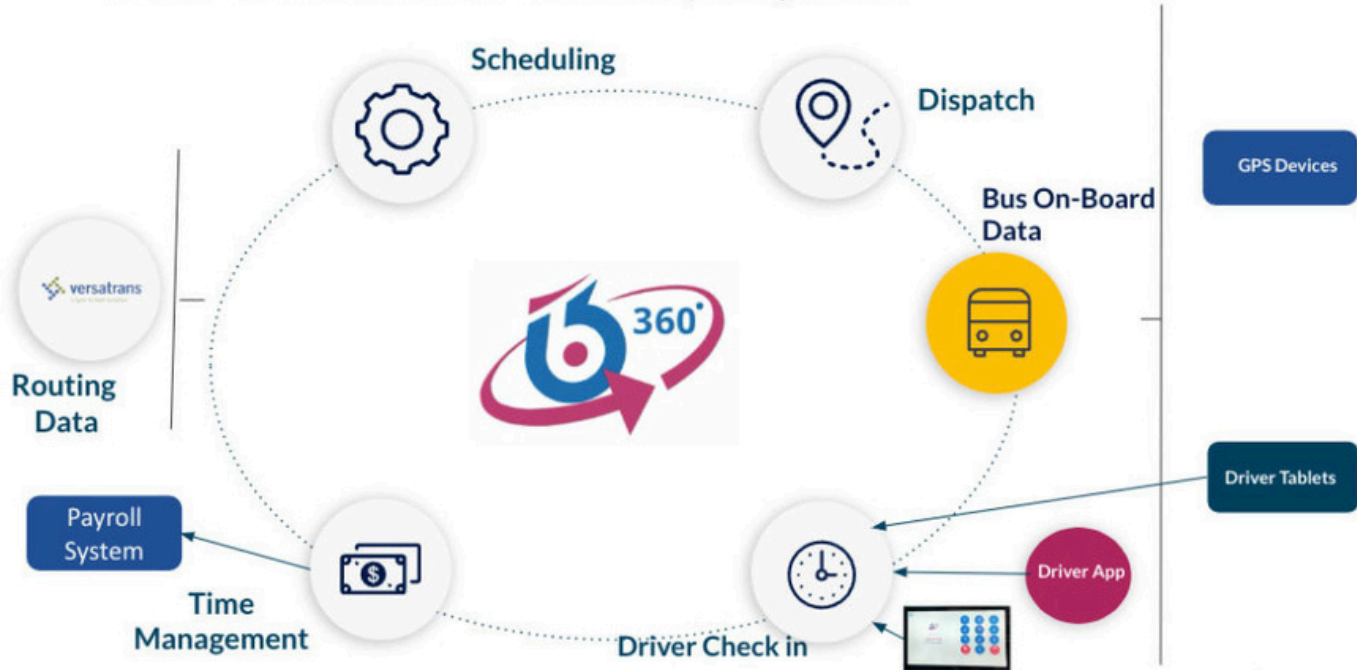 Scheduling
Dispatch
GPS Devices
Bus On-Board
Data
versatrans
360°
Routing
Data
Driver Tablets
Payroll
System
Driver App
Time
Management
Driver Check in